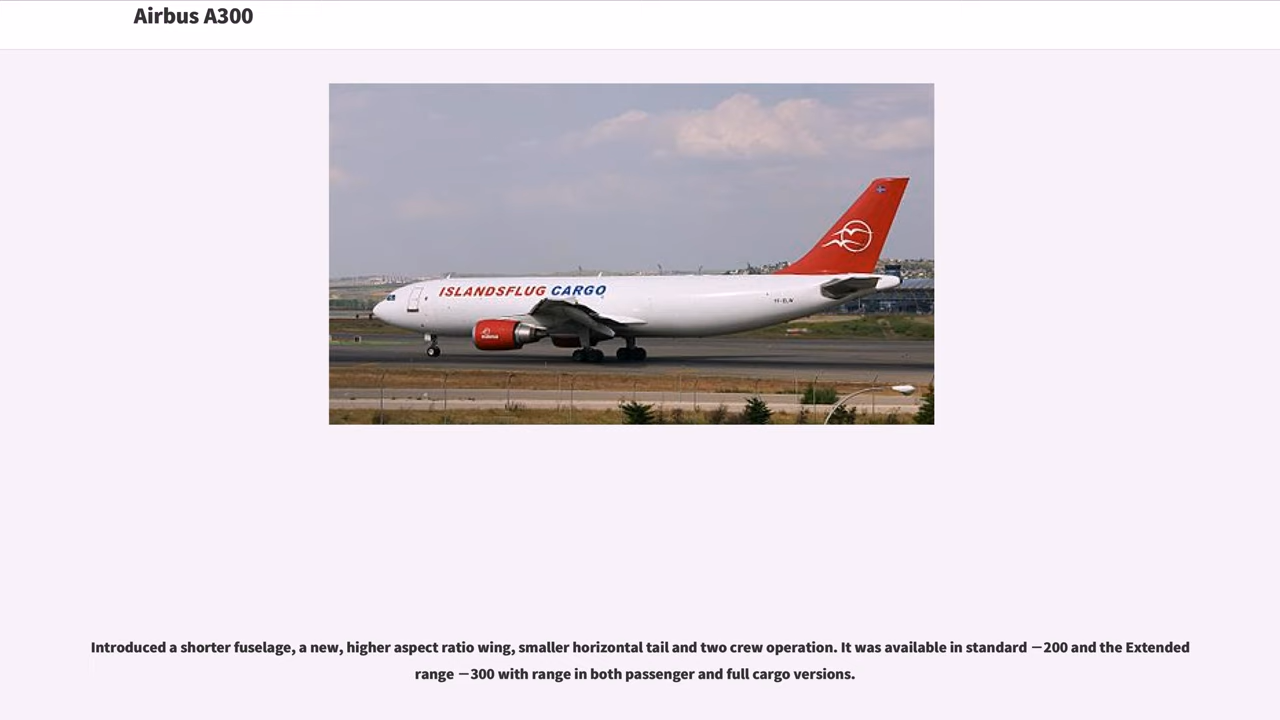 Airbus A300
ISLANDSFLUG CARGO
Introduced a shorter fuselage, a new, higher aspect ratio wing, smaller horizontal tail and two crew operation. It was available in standard −200 and the Extended
range −300 with range in both passenger and full cargo versions.